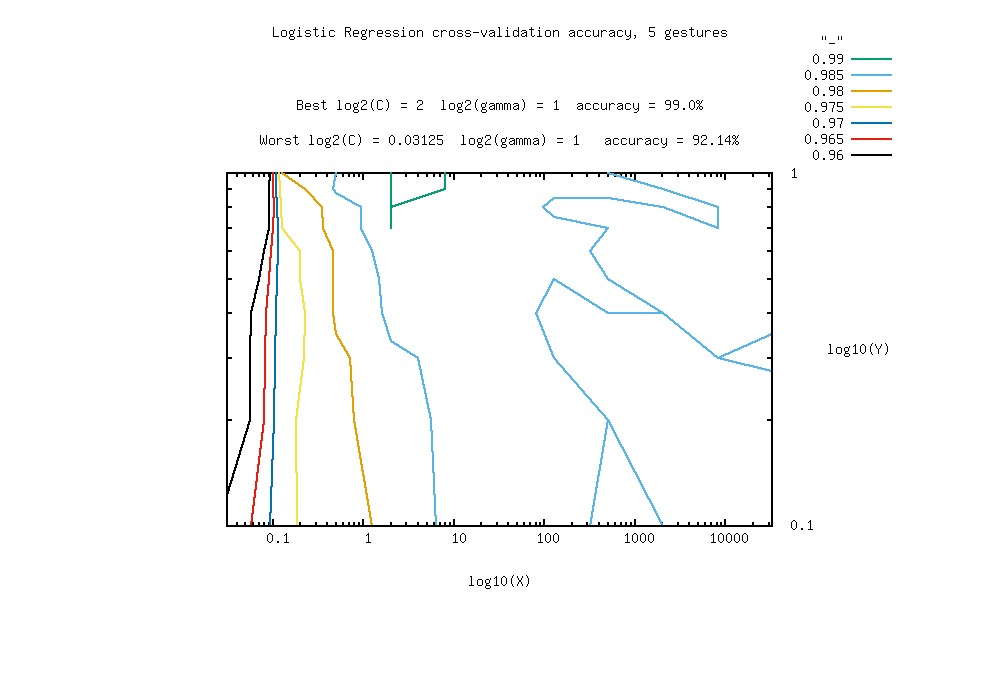 Logistic Regression cross-validation accuracy, 5 gestures
"_"
0.99
0.985
0.98
0.975
0.97
0.965
0.96
Best log2(C) = 2 log2(gamma) = 1 accuracy = 99.0%
Worst log2(C) = 0.03125 log2(gamma) = 1 accuracy = 92.14%
1
log10(Y)
0.1
0.1 1 10 100 1000 10000
log10(X)